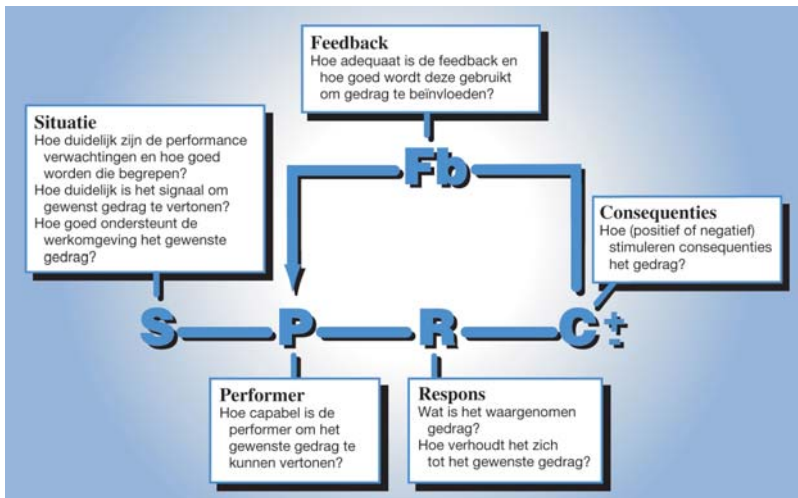 Feedback
Hoe adequaat is de feedback en
hoe goed wordt deze gebruikt
om gedrag te beïnvloeden?
Situatie
Hoe duidelijk zijn de performance
verwachtingen en hoe goed
worden die begrepen?
Hoe duidelijk is het signaal om
gewenst gedrag te vertonen?
Hoe goed ondersteunt de
werkomgeving het gewenste
gedrag?
Fb
Consequenties
Hoe (positief of negatief)
stimuleren consequenties
het gedrag?
S P R C ±
Performer
Hoe capabel is de
performer om het
gewenste gedrag te
kunnen vertonen?
Respons
Wat is het waargenomen
gedrag?
Hoe verhoudt het zich
tot het gewenste gedrag?